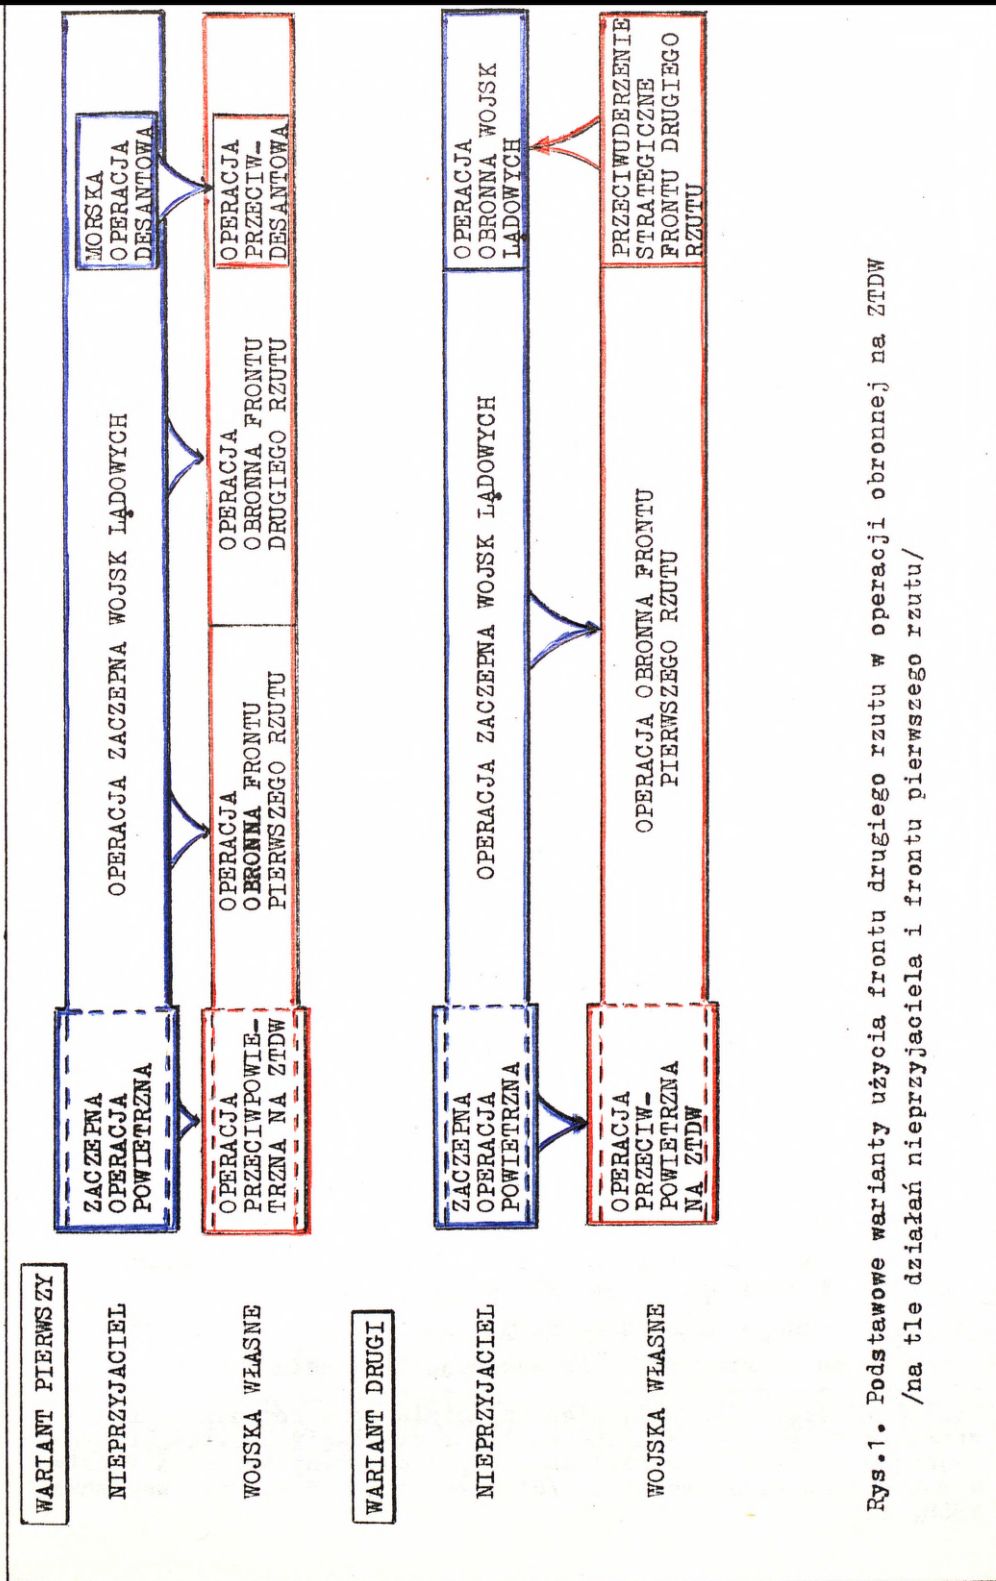 WARIANT PIERWSZY
NIEPRZYJACIEL
ZACZEPNA
OPERACJA
POWIETRZNA
OPERACJA ZACZEPNA WOJSK LĄDOWYCH
MORSKA
OPERACJA
DESANTOWA
WOJSKA WŁASNE
OPERACJA
PRZECIWPOWIE-
TRZNA NA ZTDW
OPERACJA
OBRONNA FRONTU
PIERWSZEGO RZUTU
OPERACJA
OBRONNA FRONTU
DRUGIEGO RZUTU
OPERACJA
PRZECIW-
DESANTOWA
WARIANT DRUGI
NIEPRZYJACIEL
ZACZEPNA
OPERACJA
POWIETRZNA
OPERACJA ZACZEPNA WOJSK LĄDOWYCH
OPERACJA
OBRONNA WOJSK
LĄDOWYCH
WOJSKA WŁASNE
OPERACJA
PRZECIW-
POWIETRZNA
NA ZTDW
OPERACJA OBRONNA FRONTU
PIERWSZEGO RZUTU
PRZECIWUDERZENIE
STRATEGICZNE
FRONTU DRUGIEGO
RZUTU
Rys.1. Podstawowe warianty użycia frontu drugiego rzutu w operacji obronnej na ZTDW
/na tle działań nieprzyjaciela i frontu pierwszego rzutu/